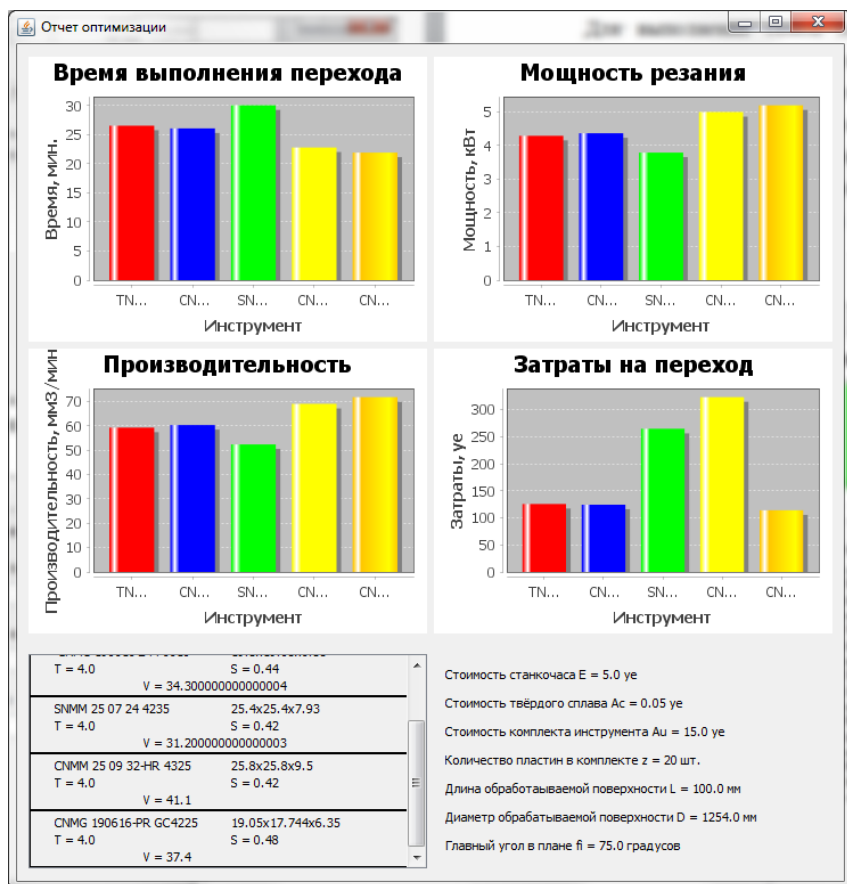 Отчет оптимизации
Время выполнения перехода
Время, мин.
30
25
20
15
10
5
0
TN... CN... SN... CN... CN...
Инструмент
Мощность резания
Мощность, кВт
5
4
3
2
1
0
TN... CN... SN... CN... CN...
Инструмент
Производительность
Производительность, мм3/мин
70
60
50
40
30
20
10
0
TN... CN... SN... CN... CN...
Инструмент
Затраты на переход
Затраты, уе
300
250
200
150
100
50
0
TN... CN... SN... CN... CN...
Инструмент
T = 4.0 S = 0.44
V = 34.300000000000004
SNMM 25 07 24 4235 25.4x25.4x7.93
T = 4.0 S = 0.42
V = 31.200000000000003
CNMM 25 09 32-HR 4325 25.8x25.8x9.5
T = 4.0 S = 0.42
V = 41.1
CNMG 190616-PR GC4225 19.05x17.744x6.35
T = 4.0 S = 0.48
V = 37.4
Стоимость станкочаса E = 5.0 уе
Стоимость твёрдого сплава Ac = 0.05 уе
Стоимость комплекта инструмента Au = 15.0 уе
Количество пластин в комплекте z = 20 шт.
Длина обработаываемой поверхности L = 100.0 мм
Диаметр обрабатываемой поверхности D = 1254.0 мм
Главный угол в плане fi = 75.0 градусов